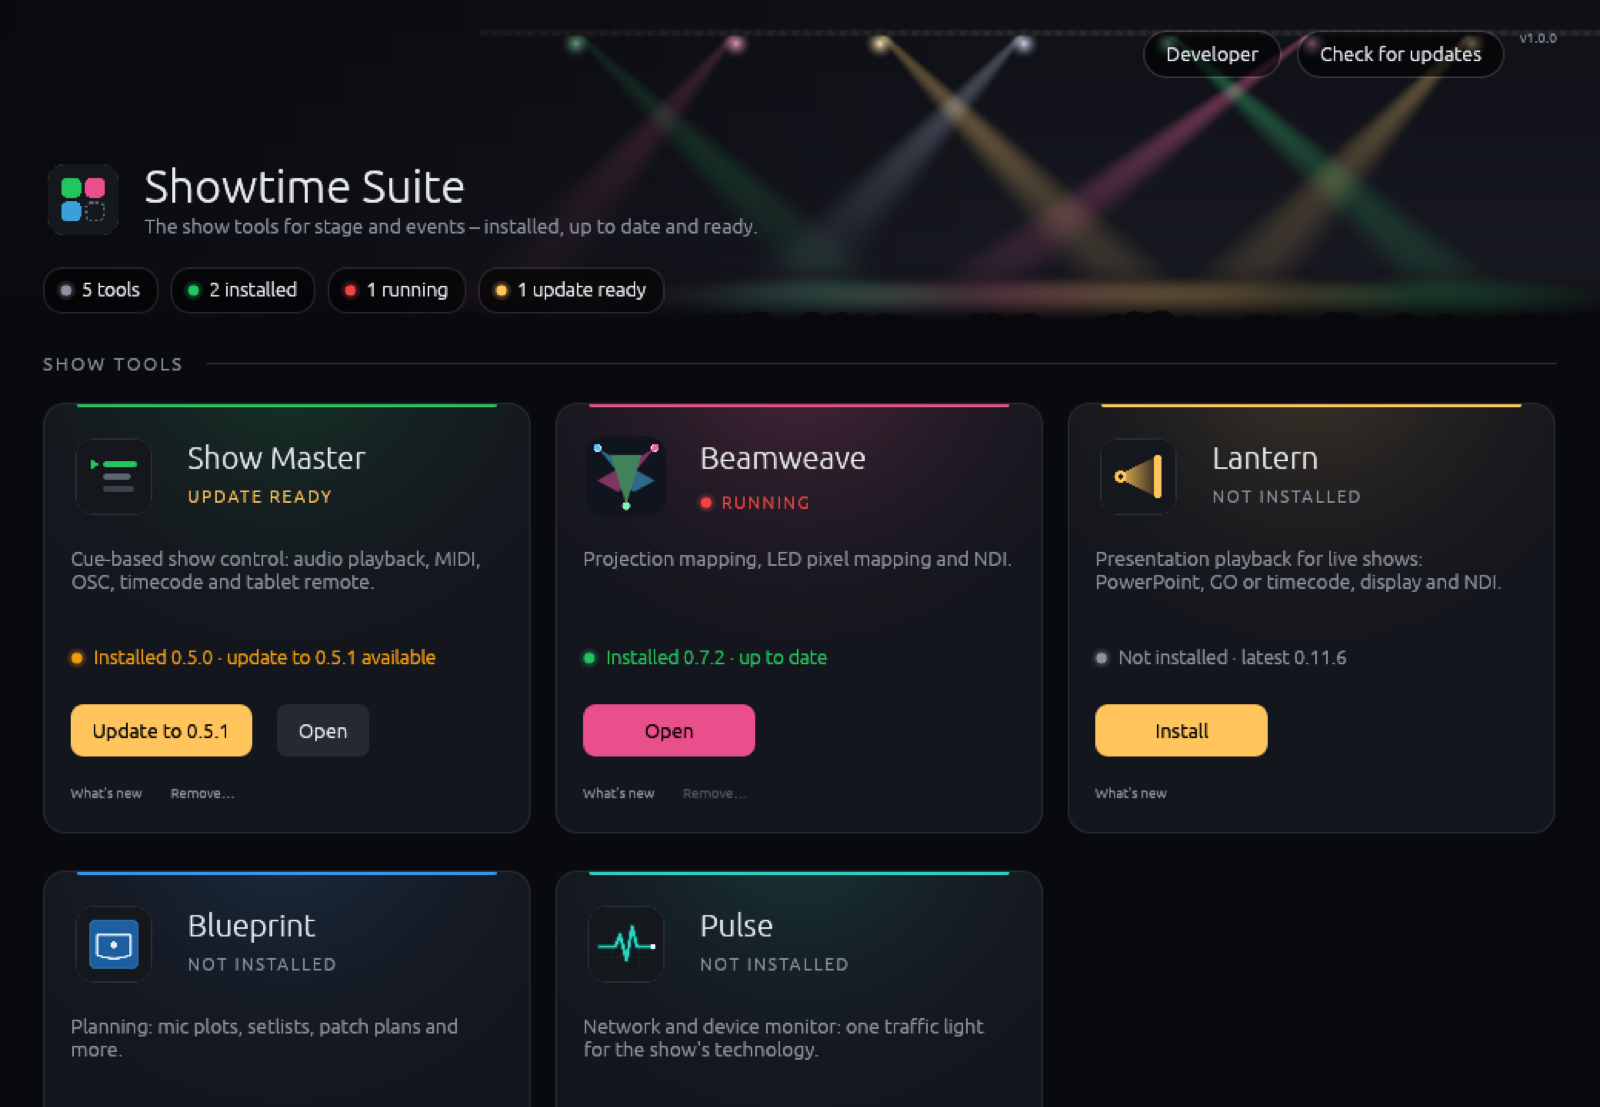 Developer
Check for updates
v1.0.0
Showtime Suite
The show tools for stage and events – installed, up to date and ready.
5 tools
2 installed
1 running
1 update ready
SHOW TOOLS
Show Master
UPDATE READY
Cue-based show control: audio playback, MIDI,
OSC, timecode and tablet remote.
Installed 0.5.0 · update to 0.5.1 available
Update to 0.5.1
Open
What's new
Remove...
Beamweave
RUNNING
Projection mapping, LED pixel mapping and NDI.
Installed 0.7.2 · up to date
Open
What's new
Remove...
Lantern
NOT INSTALLED
Presentation playback for live shows:
PowerPoint, GO or timecode, display and NDI.
Not installed · latest 0.11.6
Install
What's new
Blueprint
NOT INSTALLED
Planning: mic plots, setlists, patch plans and
more.
Pulse
NOT INSTALLED
Network and device monitor: one traffic light
for the show's technology.